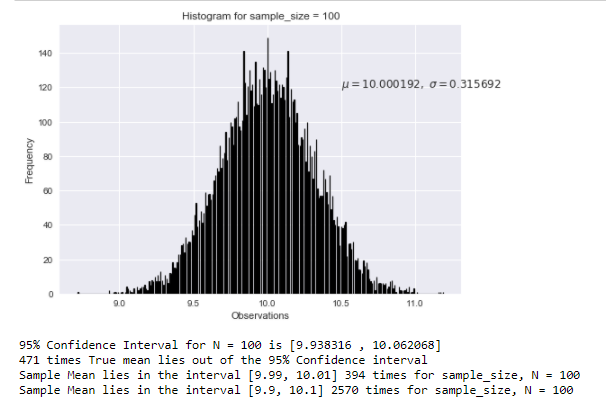 Histogram for sample_size = 100
140
120
100
80
60
40
20
0
Frequency
μ = 10.000192, σ = 0.315692
9.0 9.5 10.0 10.5 11.0
Observations
95% Confidence Interval for N = 100 is [9.938316 , 10.062068]
471 times True mean lies out of the 95% Confidence interval
Sample Mean lies in the interval [9.99, 10.01] 394 times for sample_size, N = 100
Sample Mean lies in the interval [9.9, 10.1] 2570 times for sample_size, N = 100